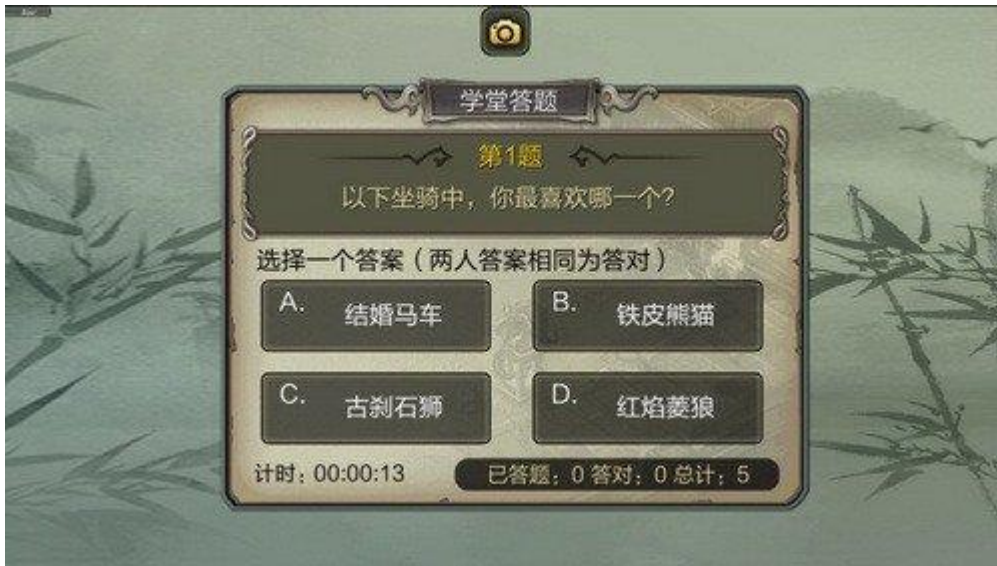 学堂答题
第1题
以下坐骑中，你最喜欢哪一个?
选择一个答案（两人答案相同为答对）
A. 结婚马车
B. 铁皮熊猫
C. 古刹石狮
D. 红焰菱狼
计时：00:00:13
已答题：0 答对：0 总计：5